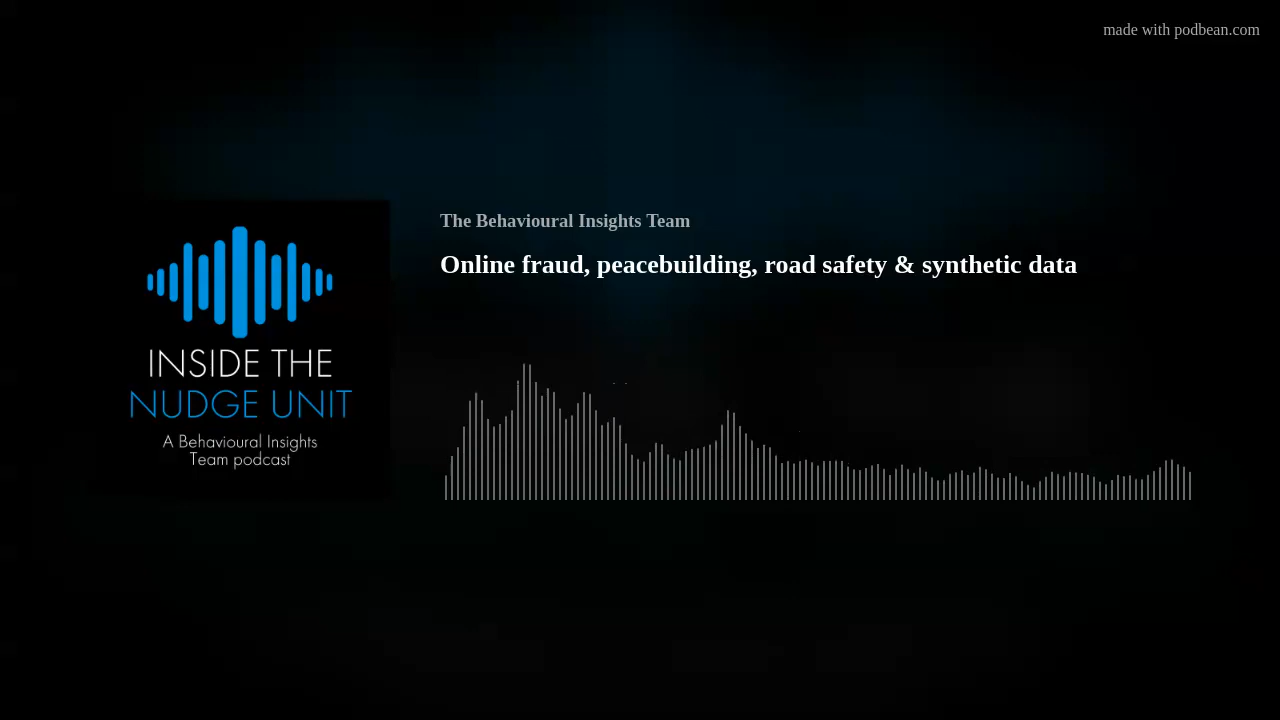 made with podbean.com
The Behavioural Insights Team
Online fraud, peacebuilding, road safety & synthetic data
INSIDE THE
NUDGE UNIT
A Behavioural Insights
Team podcast